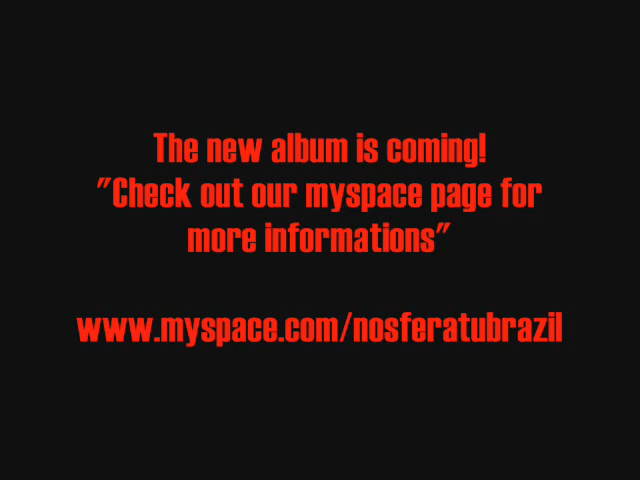 The new album is coming!
"Check out our myspace page for
more informations"
www.myspace.com/nosferatubrazil